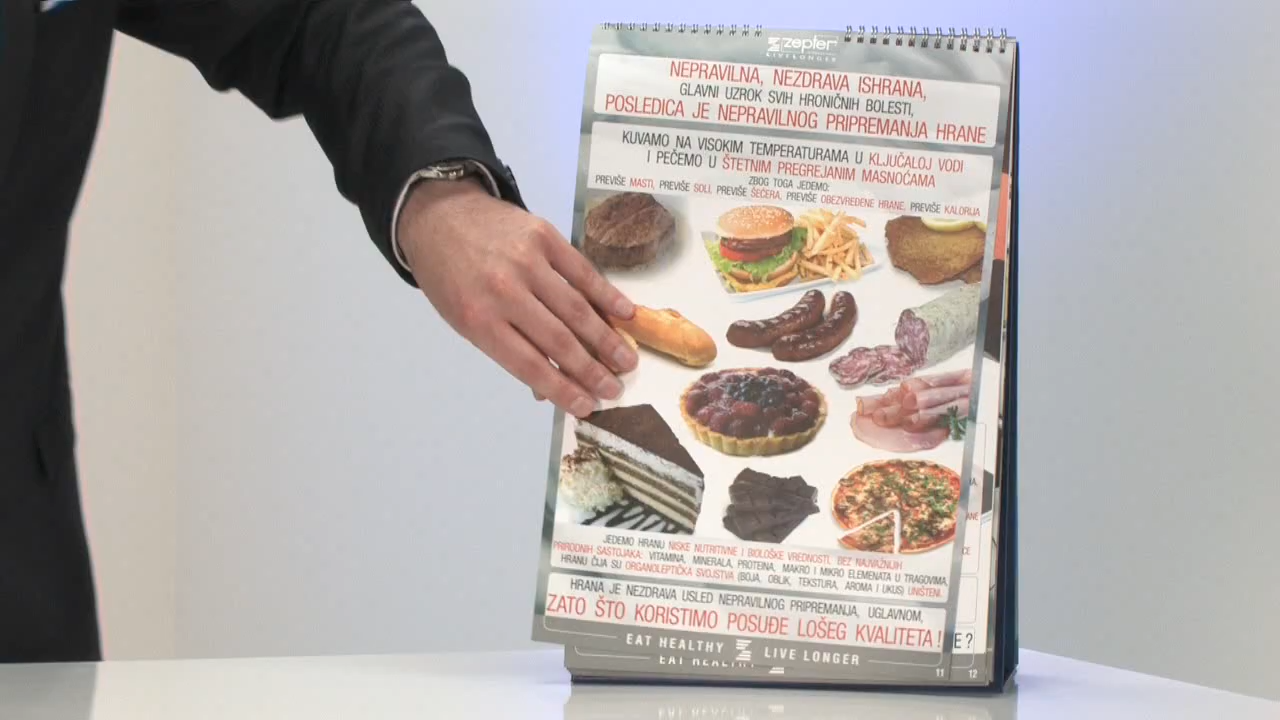 zepter
LIVE LONGER
NEPRAVILNA, NEZDRAVA ISHRANA,
GLAVNI UZROK SVIH HRONIČNIH BOLESTI,
POSLEDICA JE NEPRAVILNOG PRIPREMANJA HRANE
KUVAMO NA VISOKIM TEMPERATURAMA U KLJUČALOJ VODI
I PEČEMO U ŠTETNIM PREGREJANIM MASNOĆAMA
ZBOG TOGA JEDEMO:
PREVIŠE MASTI, PREVIŠE SOLI, PREVIŠE ŠEĆERA, PREVIŠE OBEZVREĐENE HRANE, PREVIŠE KALORIJA
JEDEMO HRANU NISKE NUTRITIVNE I BIOLOŠKE VREDNOSTI, BEZ NAJVAŽNIJIH
PRIRODNIH SASTOJAKA: VITAMINA, MINERALA, PROTEINA, MAKRO I MIKRO ELEMENATA U TRAGOVIMA,
HRANU ČIJA SU ORGANOLEPTIČKA SVOJSTVA (BOJA, OBLIK, TEKSTURA, AROMA I UKUS) UNIŠTENI.
HRANA JE NEZDRAVA USLED NEPRAVILNOG PRIPREMANJA, UGLAVNOM,
ZATO ŠTO KORISTIMO POSUĐE LOŠEG KVALITETA !
E?
EAT HEALTHY LIVE LONGER
EAT HEALTHY
11
12